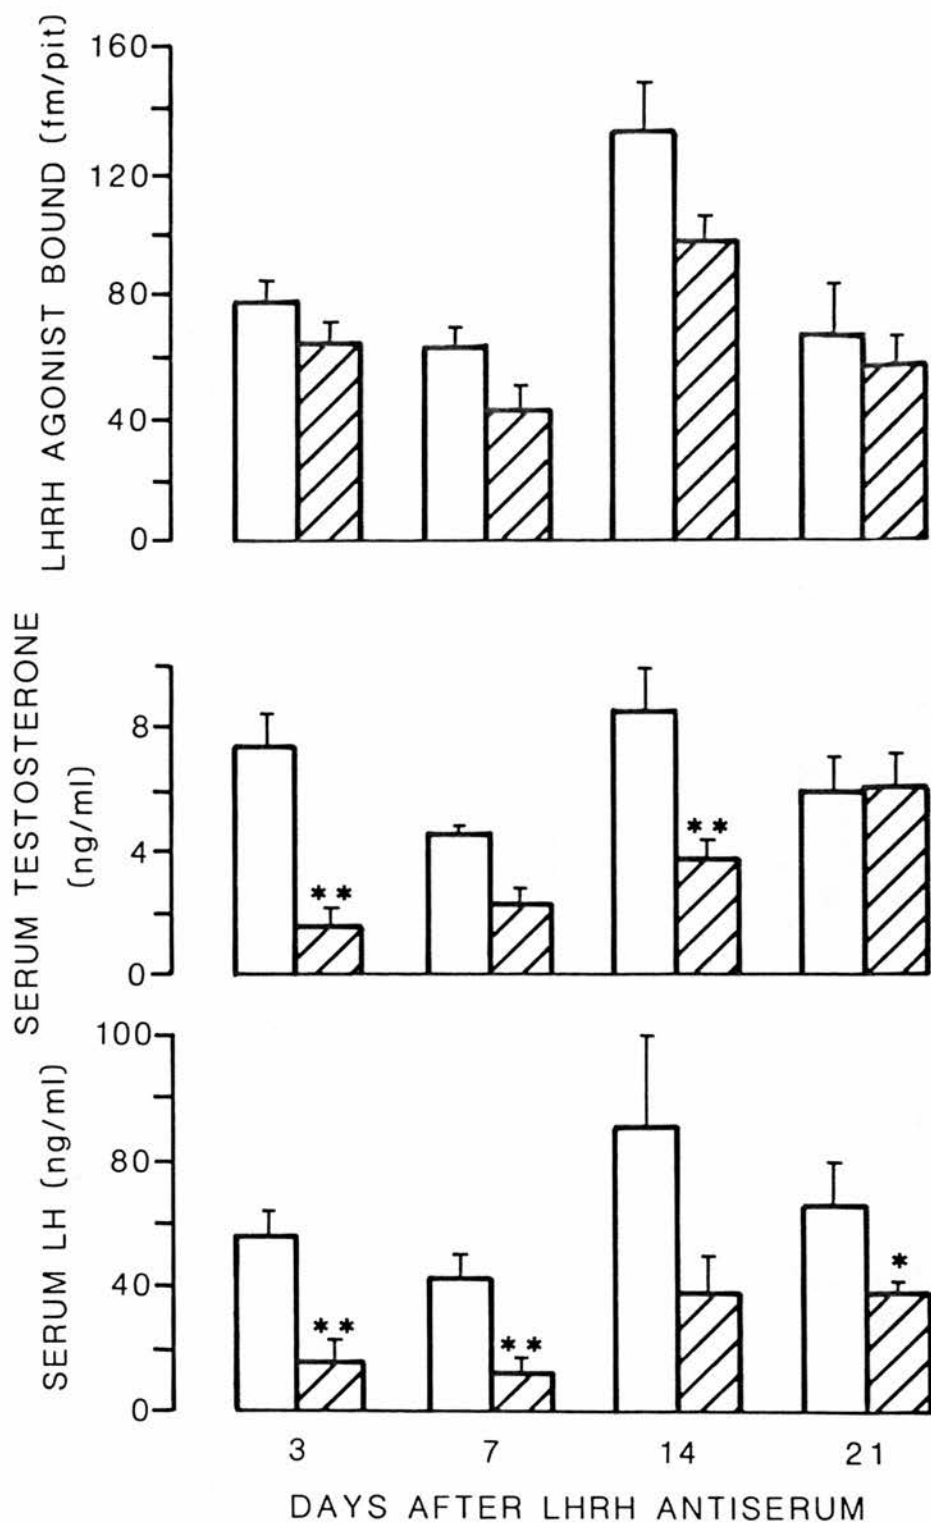 LHRH AGONIST BOUND (fm/pit)
160
120
80
40
0
SERUM TESTOSTERONE
(ng/ml)
8
4
0
** 
**
SERUM LH (ng/ml)
100
80
40
0
**
**
*
3 7 14 21
DAYS AFTER LHRH ANTISERUM